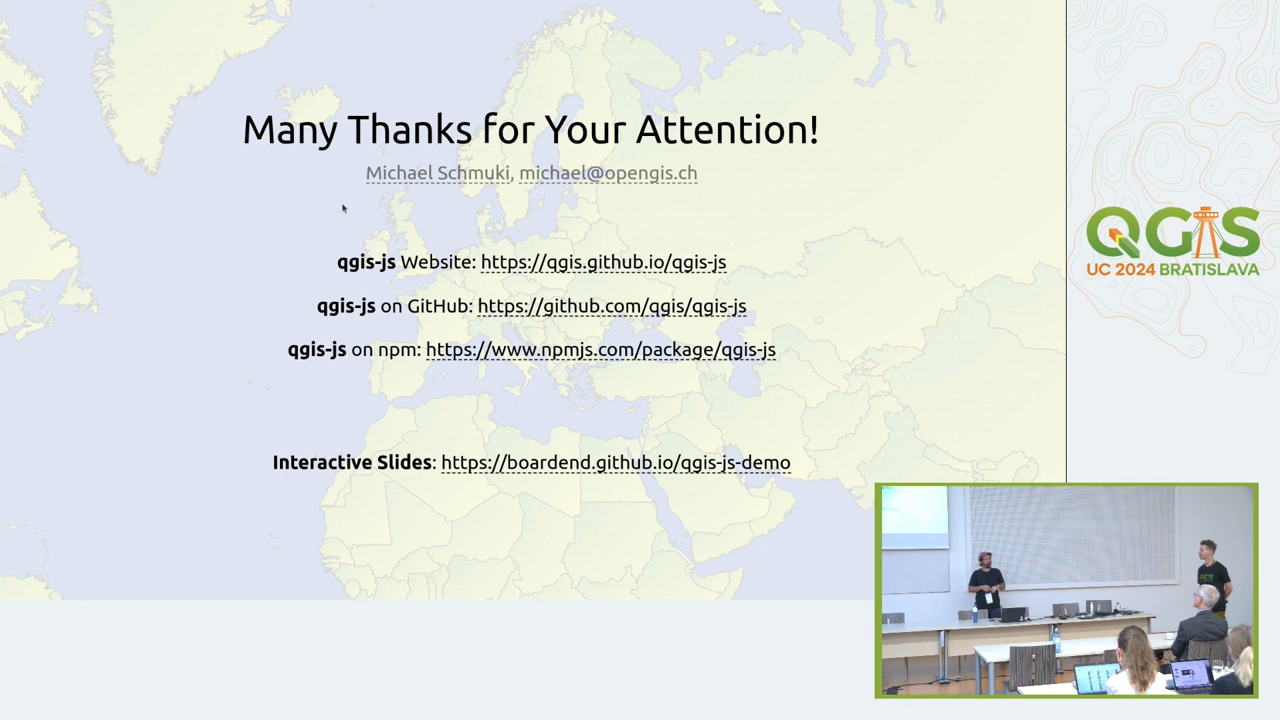 Many Thanks for Your Attention!
Michael Schmuki, michael@opengis.ch
qgis-js Website: https://qgis.github.io/qgis-js
qgis-js on GitHub: https://github.com/qgis/qgis-js
qgis-js on npm: https://www.npmjs.com/package/qgis-js
Interactive Slides: https://boardend.github.io/qgis-js-demo
QGIS
UC 2024 BRATISLAVA